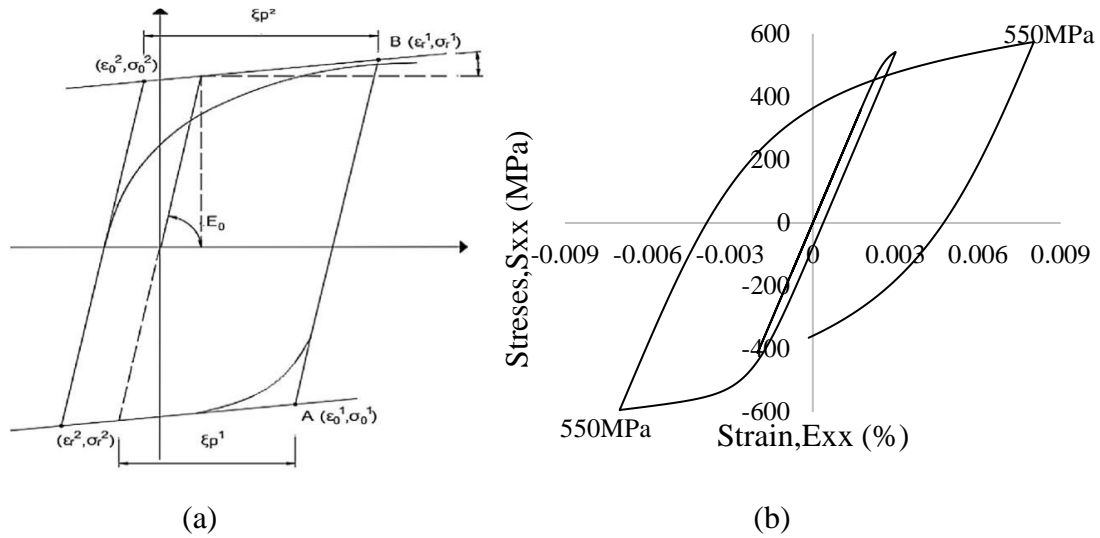 ξp²
B (εr¹,σr¹)
(ε0²,σ0²)
E0
A (ε0¹,σ0¹)
(εr²,σr²)
ξp¹
(a)
600
550MPa
400
200
0
-0.009 -0.006 -0.003 0 0.003 0.006 0.009
-200
-400
-600
550MPa
Streses,Sxx (MPa)
Strain,Exx (%)
(b)